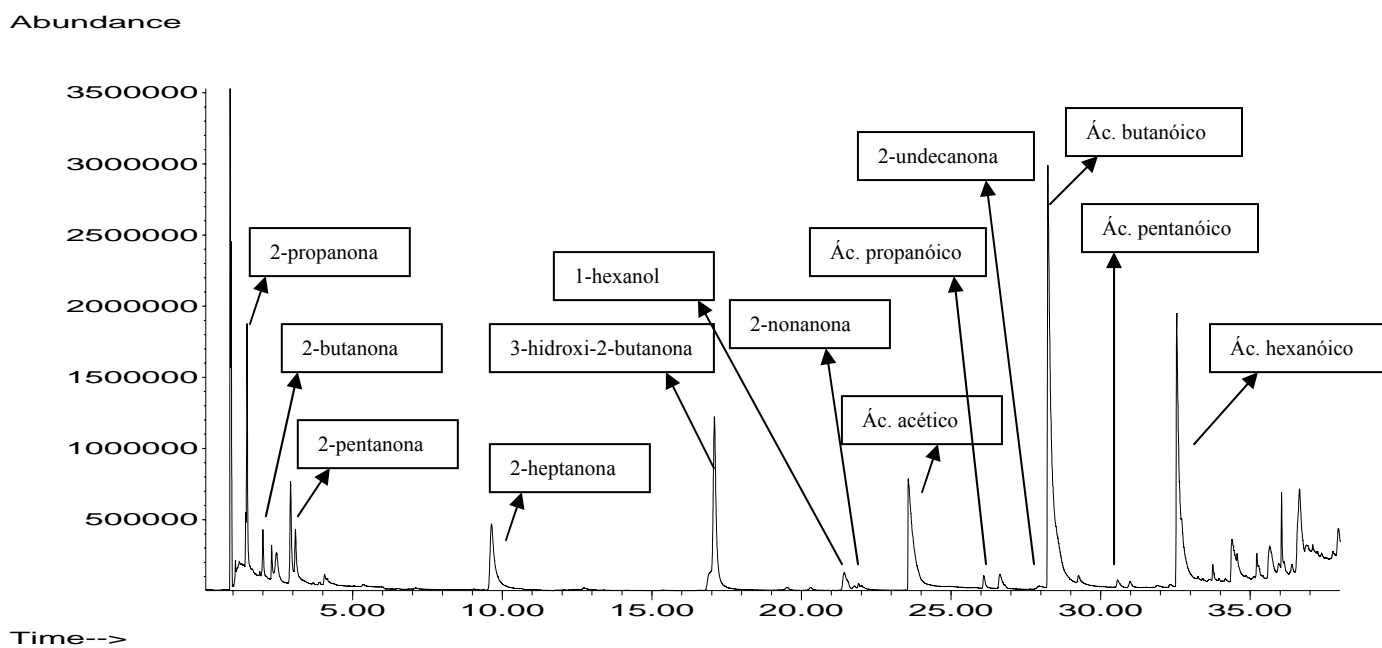 Abundance
3500000
3000000
2500000
2000000
1500000
1000000
500000
2-propanona
2-butanona
2-pentanona
2-heptanona
3-hidroxi-2-butanona
1-hexanol
2-nonanona
Ác. acético
Ác. propánóico
2-undecanona
Ác. butanóico
Ác. pentanóico
Ác. hexanóico
5.00 10.00 15.00 20.00 25.00 30.00 35.00
Time-->